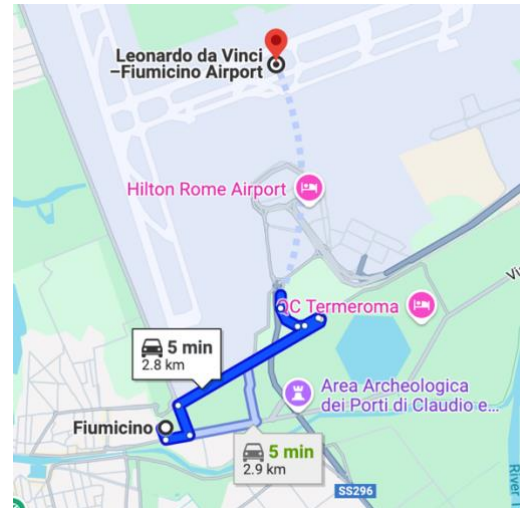 Leonardo da Vinci
–Fiumicino Airport
Hilton Rome Airport
QC Termeroma
5 min
2.8 km
Area Archeologica
dei Porti di Claudio e...
Fiumicino
5 min
2.9 km
SS296